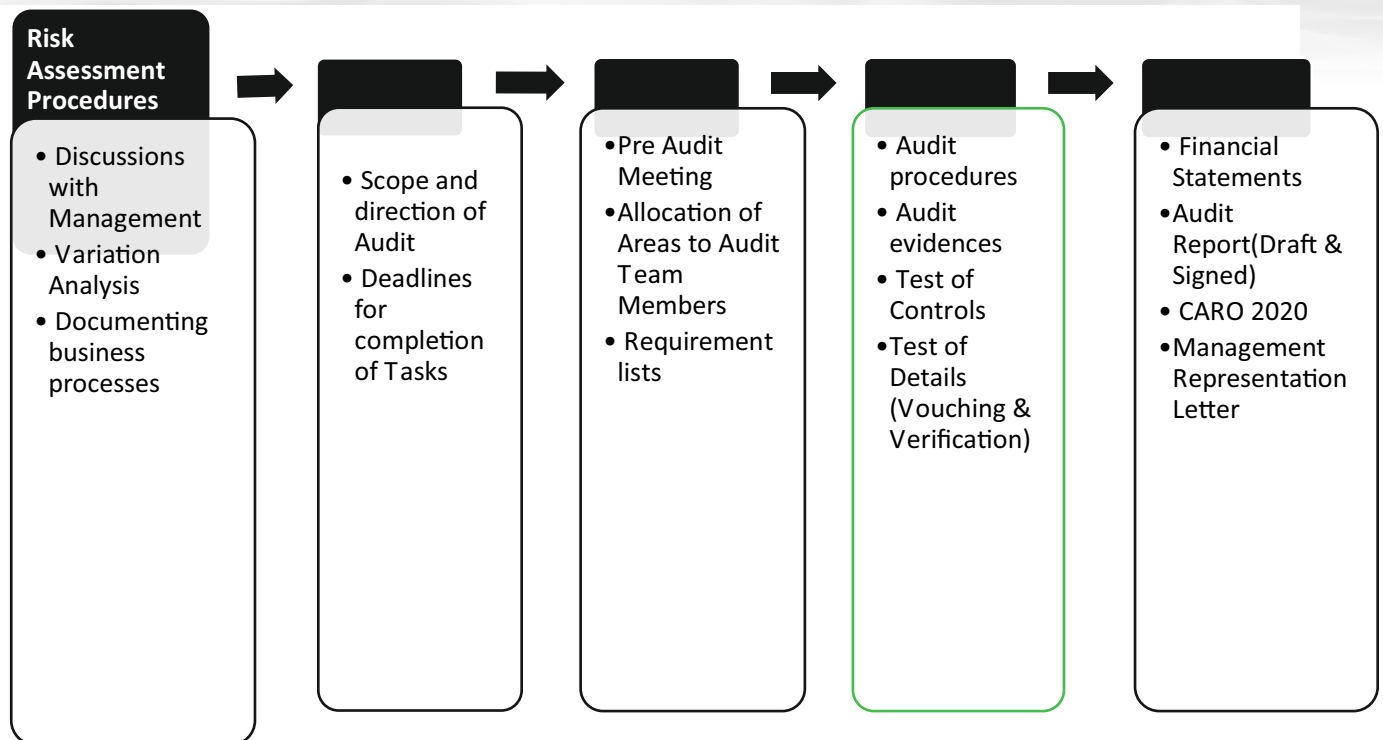 Risk
Assessment
Procedures
• Discussions
with
Management
• Variation
Analysis
• Documenting
business
processes
• Scope and
direction of
Audit
• Deadlines
for
completion
of Tasks
•Pre Audit
Meeting
•Allocation of
Areas to Audit
Team
Members
• Requirement
lists
• Audit
procedures
• Audit
evidences
• Test of
Controls
•Test of
Details
(Vouching &
Verification)
• Financial
Statements
•Audit
Report(Draft &
Signed)
• CARO 2020
•Management
Representation
Letter